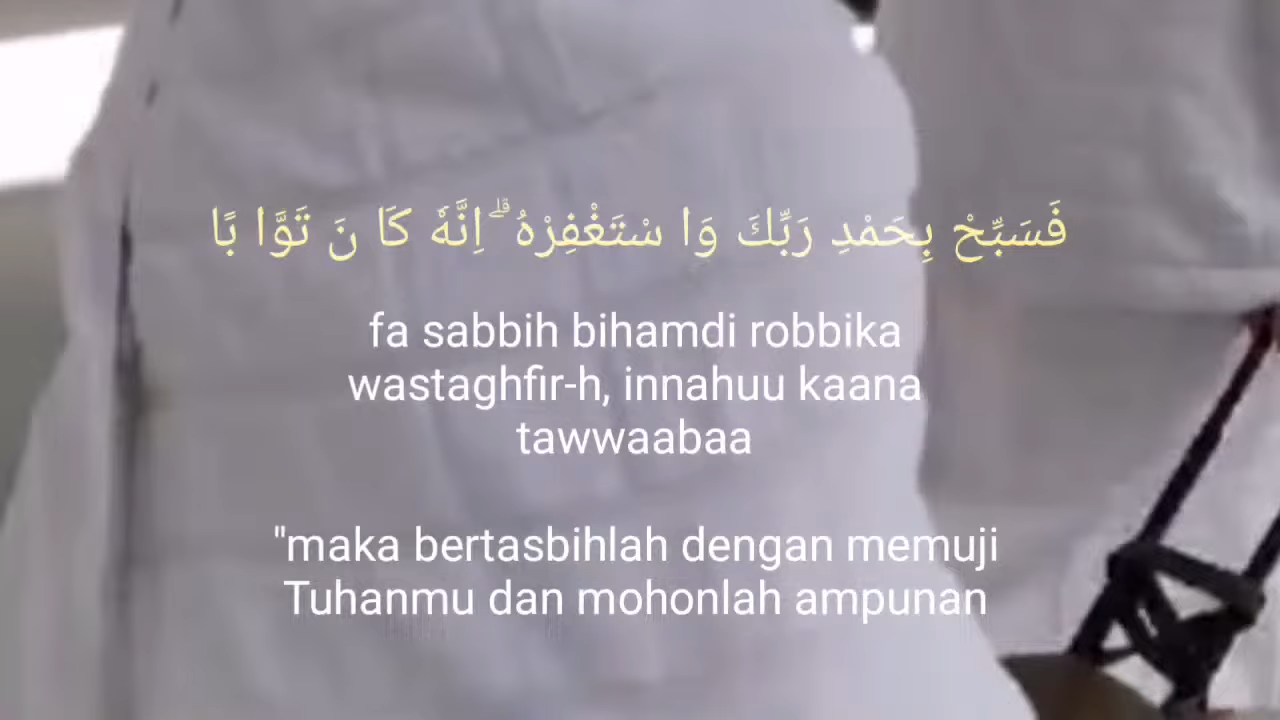 فَسَبِّحْ بِحَمْدِ رَبِّكَ وَا سْتَغْفِرْهُ ۗ اِنَّهٗ كَا نَ تَوَّا بًا
fa sabbih bihamdi robbika
wastaghfir-h, innahuu kaana
tawwaabaa
"maka bertasbihlah dengan memuji
Tuhanmu dan mohonlah ampunan